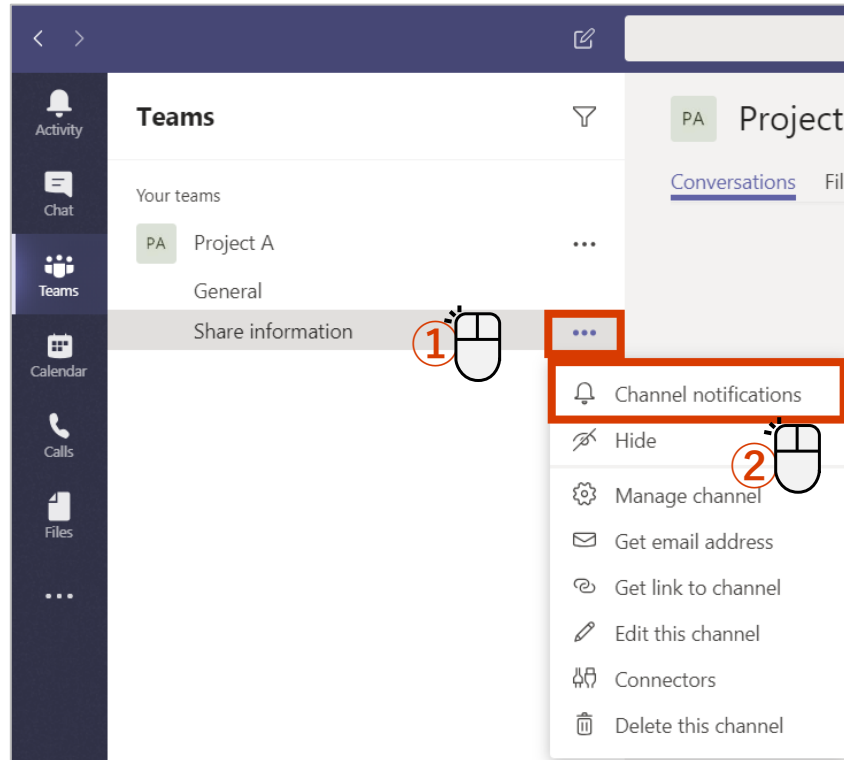 Activity
Chat
Teams
Calendar
Calls
Files
Teams
Your teams
PA Project A
General
Share information
①
PA Project
Conversations Fil
Channel notifications
Hide
②
Manage channel
Get email address
Get link to channel
Edit this channel
Connectors
Delete this channel